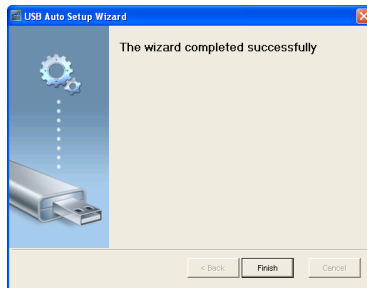 USB Auto Setup Wizard
The wizard completed successfully
< Back
Finish
Cancel